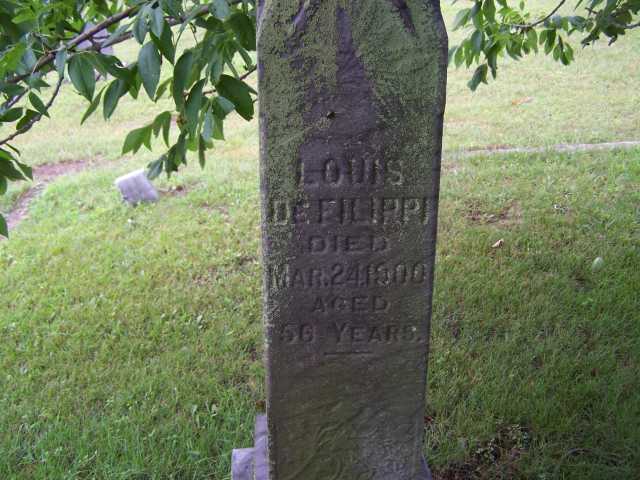 LOUIS
DEFILIPPI
DIED
MAR. 24. 1900
AGED
56 YEARS.